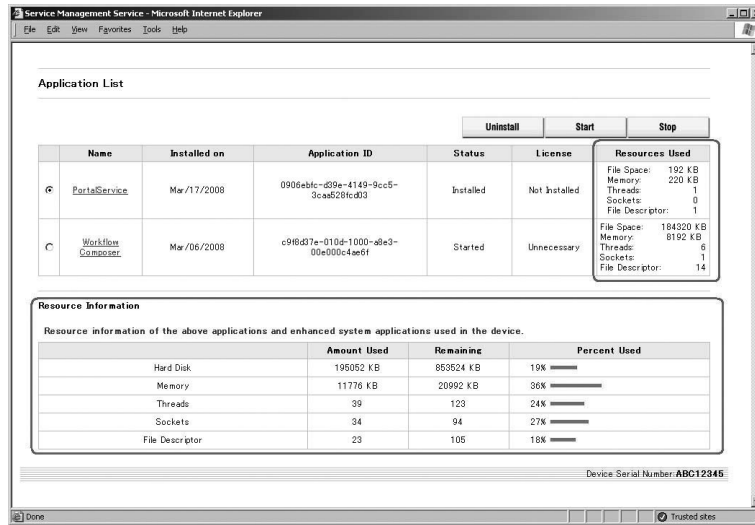 Service Management Service - Microsoft Internet Explorer
File Edit View Favorites Tools Help
Application List
Uninstall Start Stop
Name Installed on Application ID Status License Resources Used
PortalService Mar/17/2008 0906ebfc-d39e-4149-9cc5-3caa528fcd03 Installed Not Installed
File Space: 192 KB
Memory: 220 KB
Threads: 1
Sockets: 0
File Descriptor: 1
Workflow Composer Mar/06/2008 c9f8d37e-010d-1000-a8e3-00e000c4ae6f Started Unnecessary
File Space: 184320 KB
Memory: 8192 KB
Threads: 6
Sockets: 1
File Descriptor: 14
Resource Information
Resource information of the above applications and enhanced system applications used in the device.
Amount Used Remaining Percent Used
Hard Disk 195052 KB 853524 KB 19%
Memory 11776 KB 20992 KB 36%
Threads 39 123 24%
Sockets 34 94 27%
File Descriptor 23 105 18%
Device Serial Number:ABC12345
Done Trusted sites